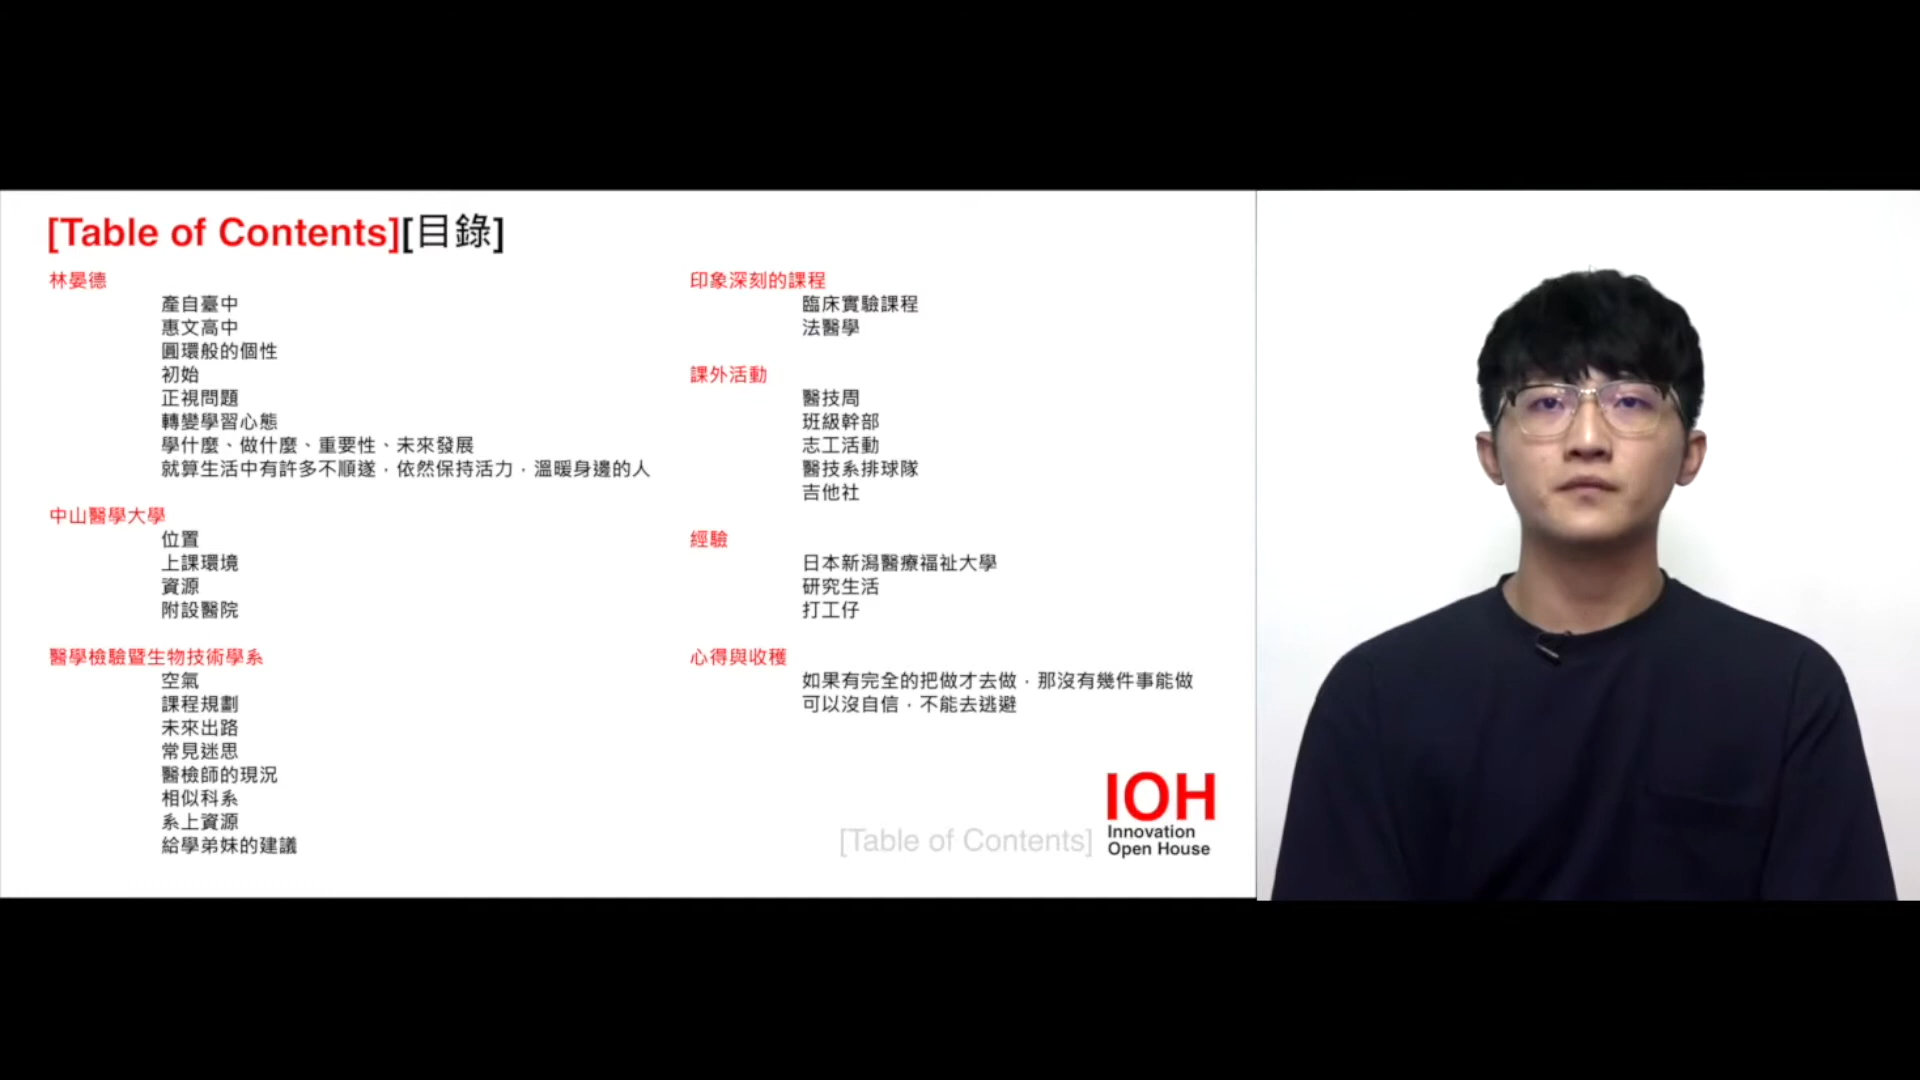 [Table of Contents][目錄]
林晏德
產自臺中
惠文高中
圓環般的個性
初始
正視問題
轉變學習心態
學什麼、做什麼、重要性、未來發展
就算生活中有許多不順遂，依然保持活力，溫暖身邊的人
中山醫學大學
位置
上課環境
資源
附設醫院
醫學檢驗暨生物技術學系
空氣
課程規劃
未來出路
常見迷思
醫檢師的現況
相似科系
系上資源
給學弟妹的建議
印象深刻的課程
臨床實驗課程
法醫學
課外活動
醫技周
班級幹部
志工活動
醫技系排球隊
吉他社
經驗
日本新潟醫療福祉大學
研究生活
打工仔
心得與收穫
如果有完全的把做才去做，那沒有幾件事能做
可以沒自信，不能去逃避
[Table of Contents]
IOH
Innovation
Open House